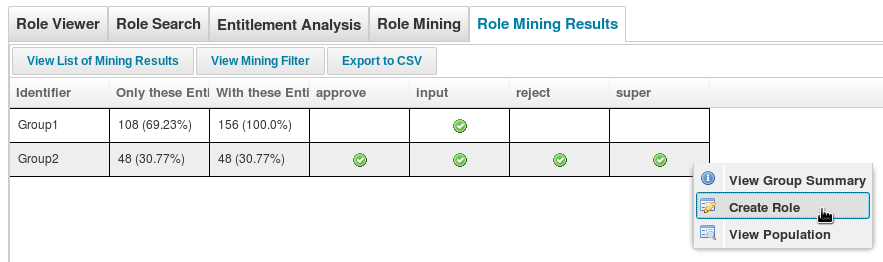 Role Viewer Role Search Entitlement Analysis Role Mining Role Mining Results
View List of Mining Results View Mining Filter Export to CSV
Identifier Only these Enti With these Enti approve input reject super
Group1 108 (69.23%) 156 (100.0%)
Group2 48 (30.77%) 48 (30.77%)
View Group Summary
Create Role
View Population